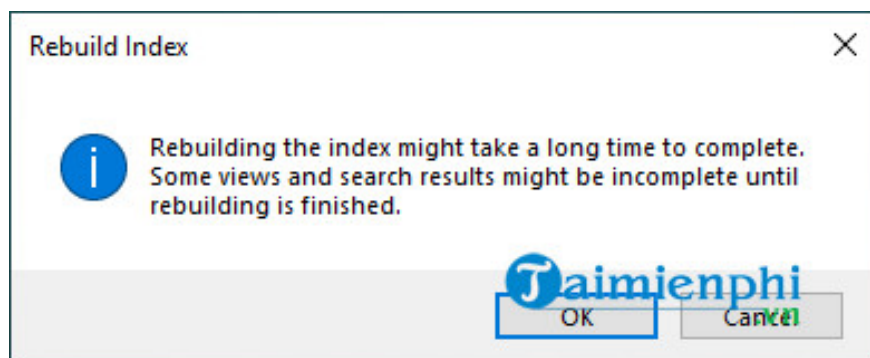 Rebuild Index
Rebuilding the index might take a long time to complete.
Some views and search results might be incomplete until
rebuilding is finished.
Taimienphi
.vn
OK
Cancel